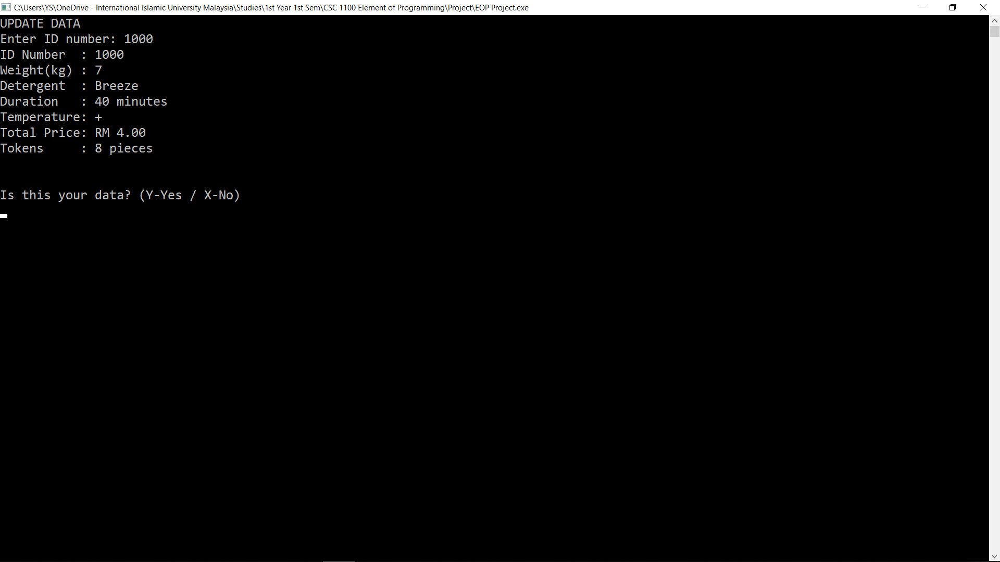 C:\Users\YS\OneDrive - International Islamic University Malaysia\Studies\1st Year 1st Sem\CSC 1100 Element of Programming\Project\EOP Project.exe
UPDATE DATA
Enter ID number: 1000
ID Number  : 1000
Weight(kg) : 7
Detergent  : Breeze
Duration   : 40 minutes
Temperature: +
Total Price: RM 4.00
Tokens     : 8 pieces
Is this your data? (Y-Yes / X-No)